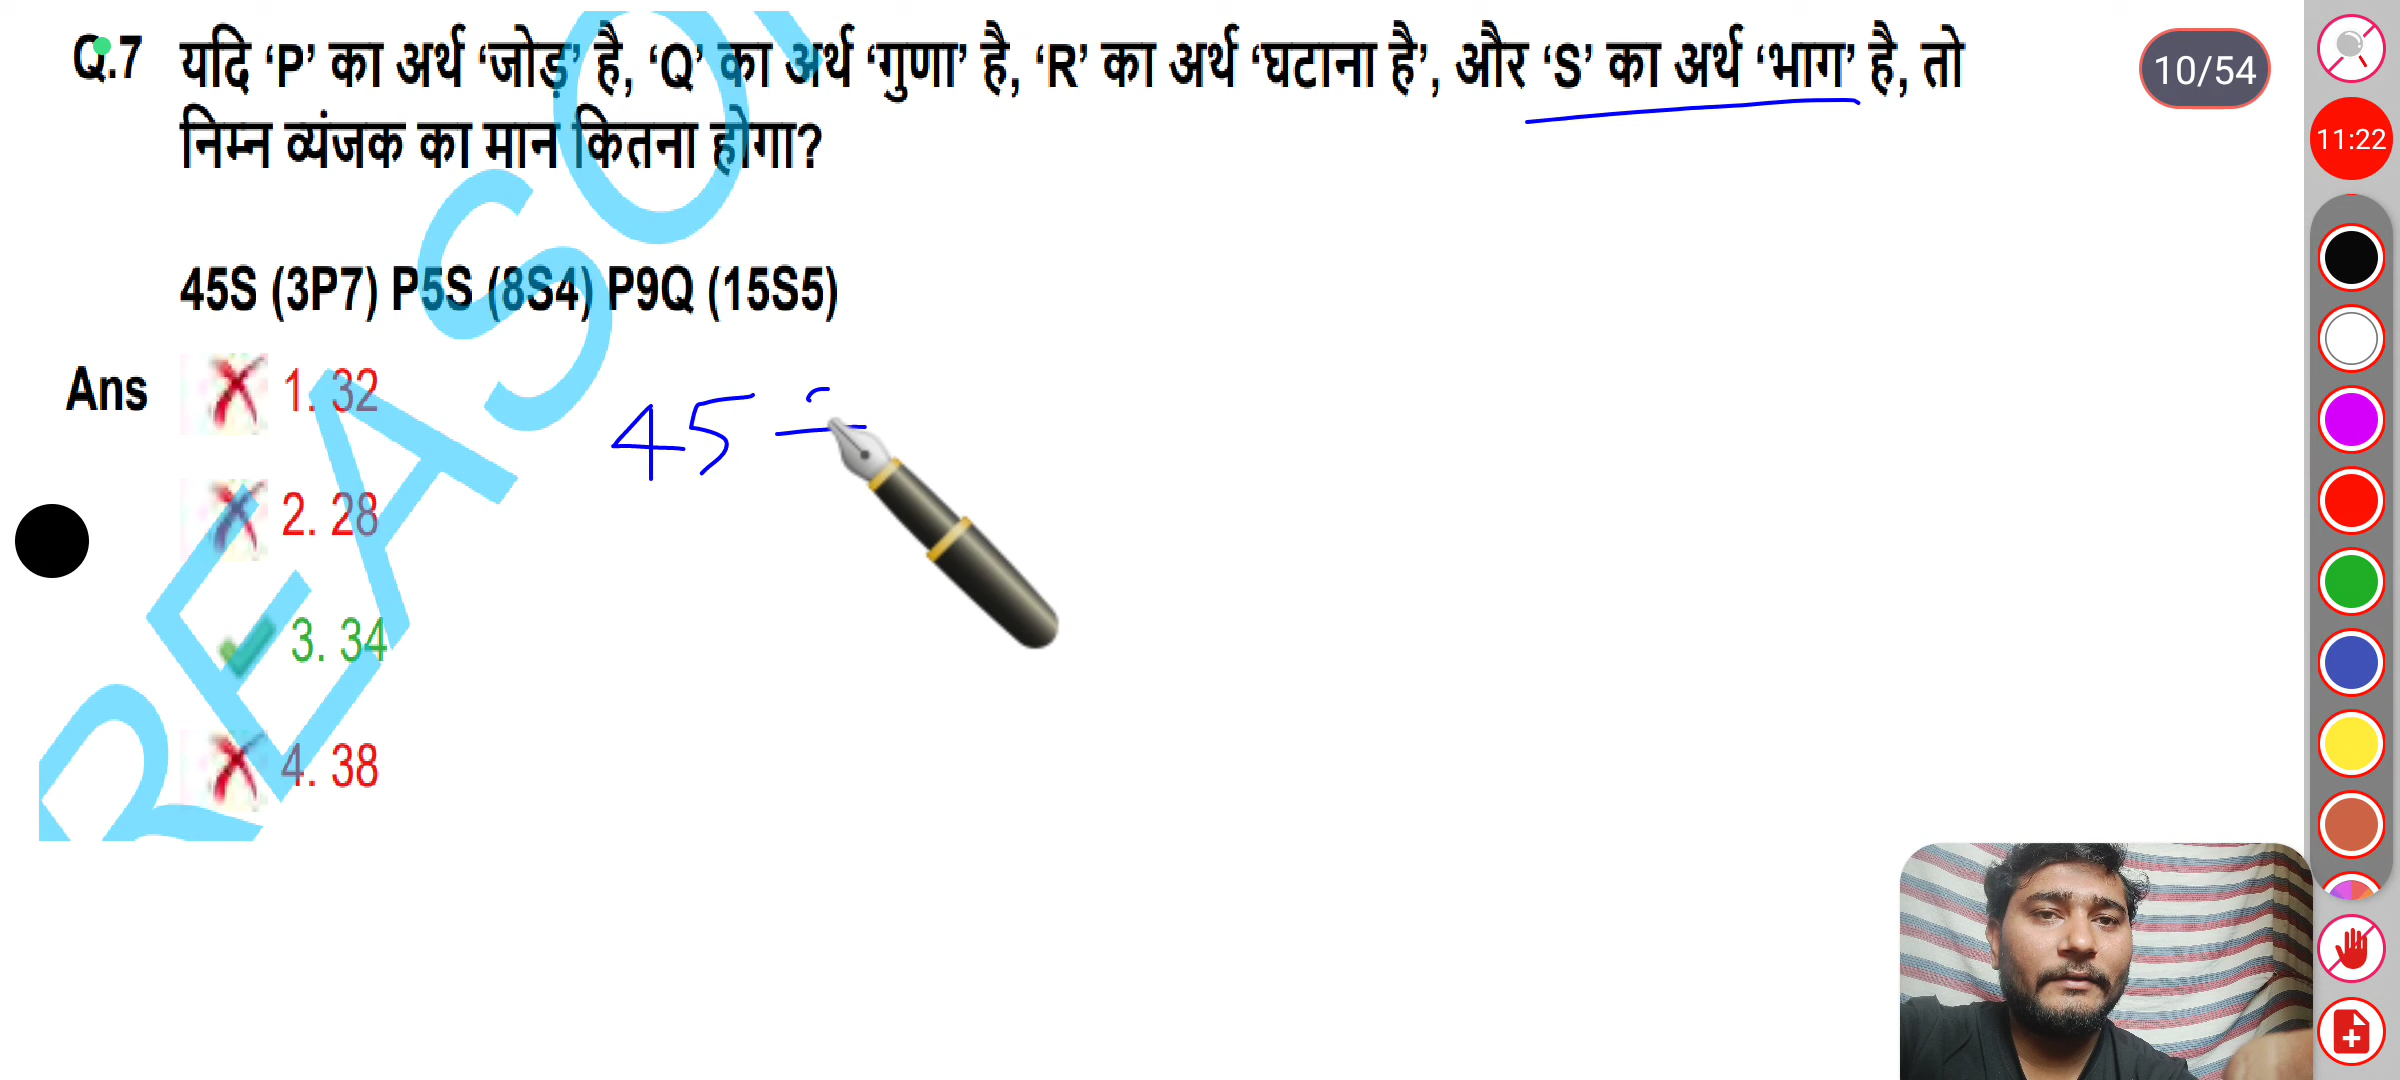 Q.7 यदि ‘P’ का अर्थ ‘जोड़’ है, ‘Q’ का अर्थ ‘गुणा’ है, ‘R’ का अर्थ ‘घटाना है’, और ‘S’ का अर्थ ‘भाग’ है, तो
निम्न व्यंजक का मान कितना होगा?
10/54
11:22
45S (3P7) P5S (8S4) P9Q (15S5)
Ans 1. 32
45
2. 28
3. 34
4. 38
REASO